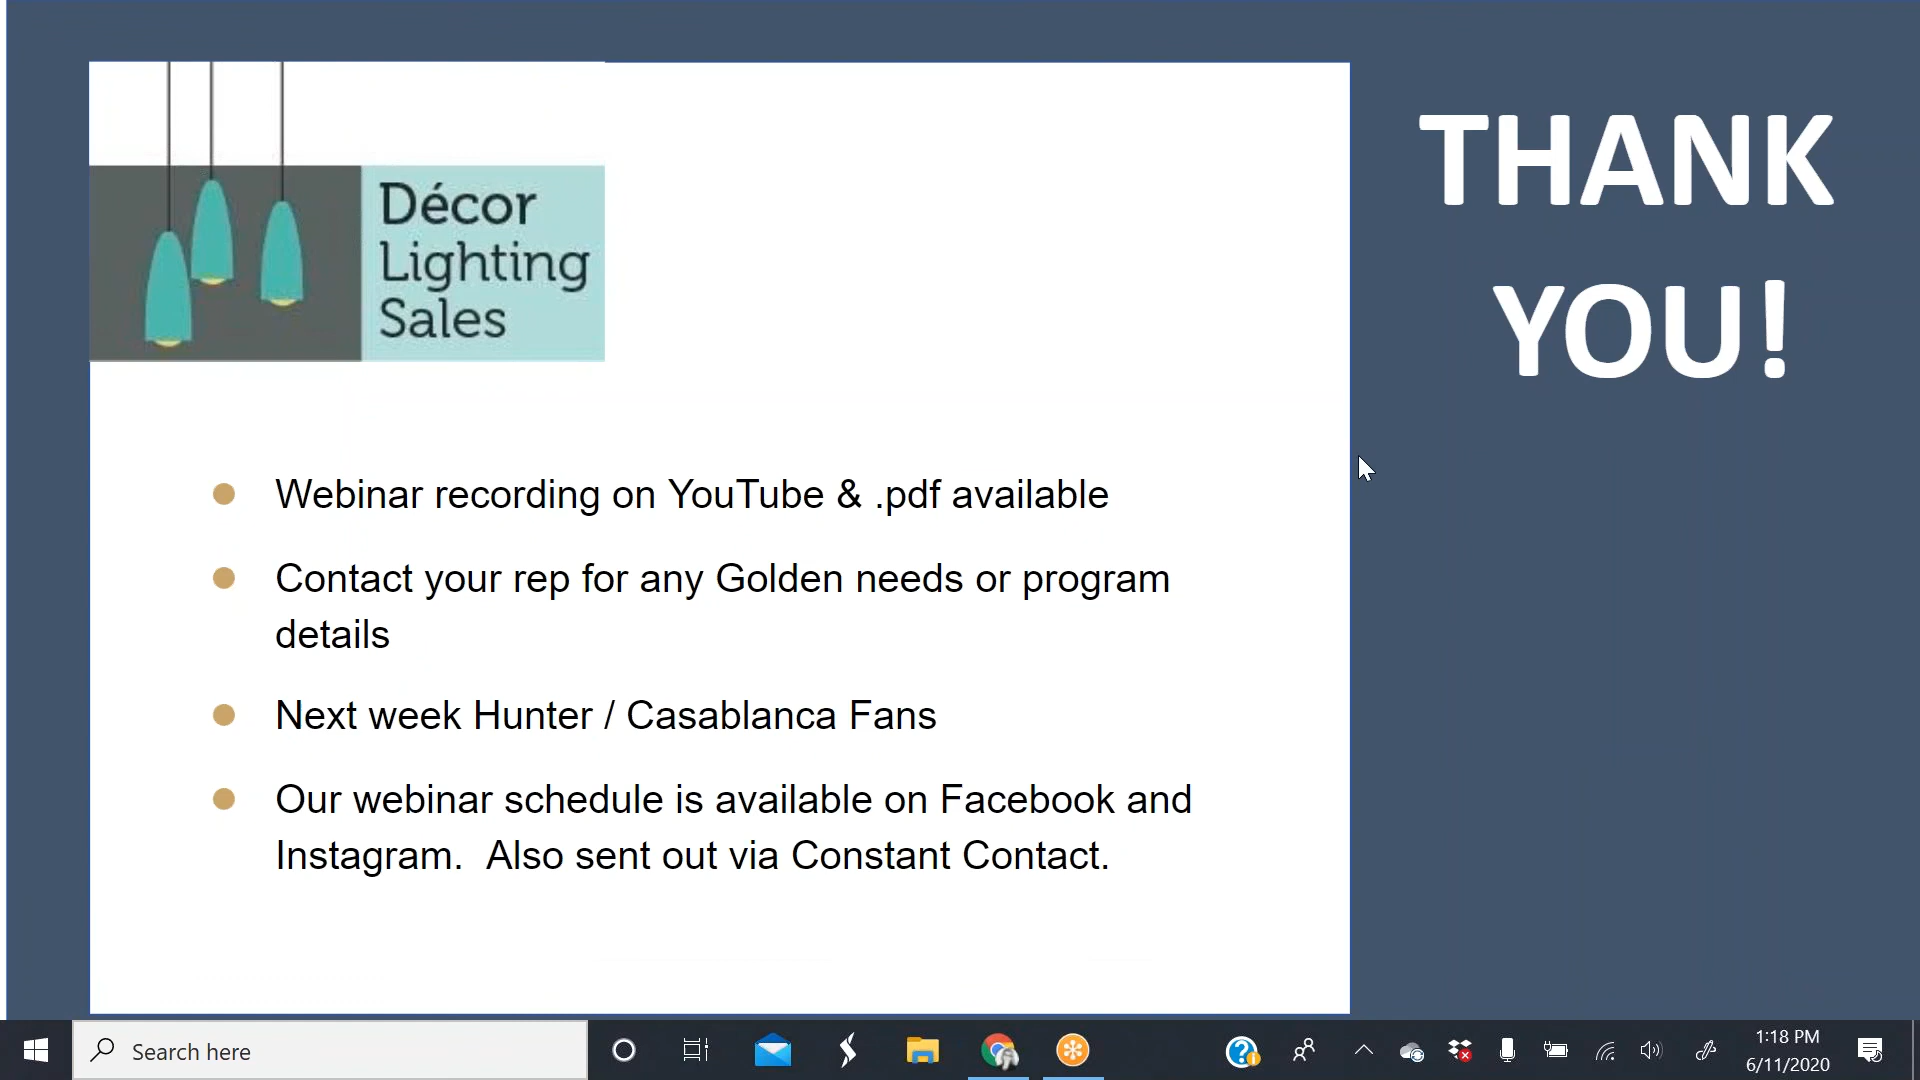 Décor
Lighting
Sales
THANK
YOU!
Webinar recording on YouTube & .pdf available
Contact your rep for any Golden needs or program
details
Next week Hunter / Casablanca Fans
Our webinar schedule is available on Facebook and
Instagram.  Also sent out via Constant Contact.
Search here
1:18 PM
6/11/2020